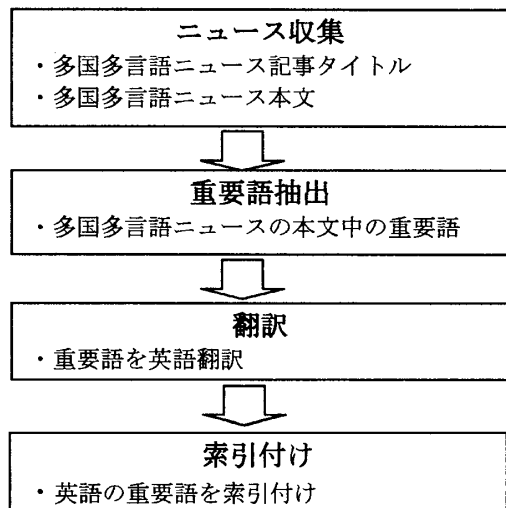 ニュース収集
・多国多言語ニュース記事タイトル
・多国多言語ニュース本文
重要語抽出
・多国多言語ニュースの本文中の重要語
翻訳
・重要語を英語翻訳
索引付け
・英語の重要語を索引付け